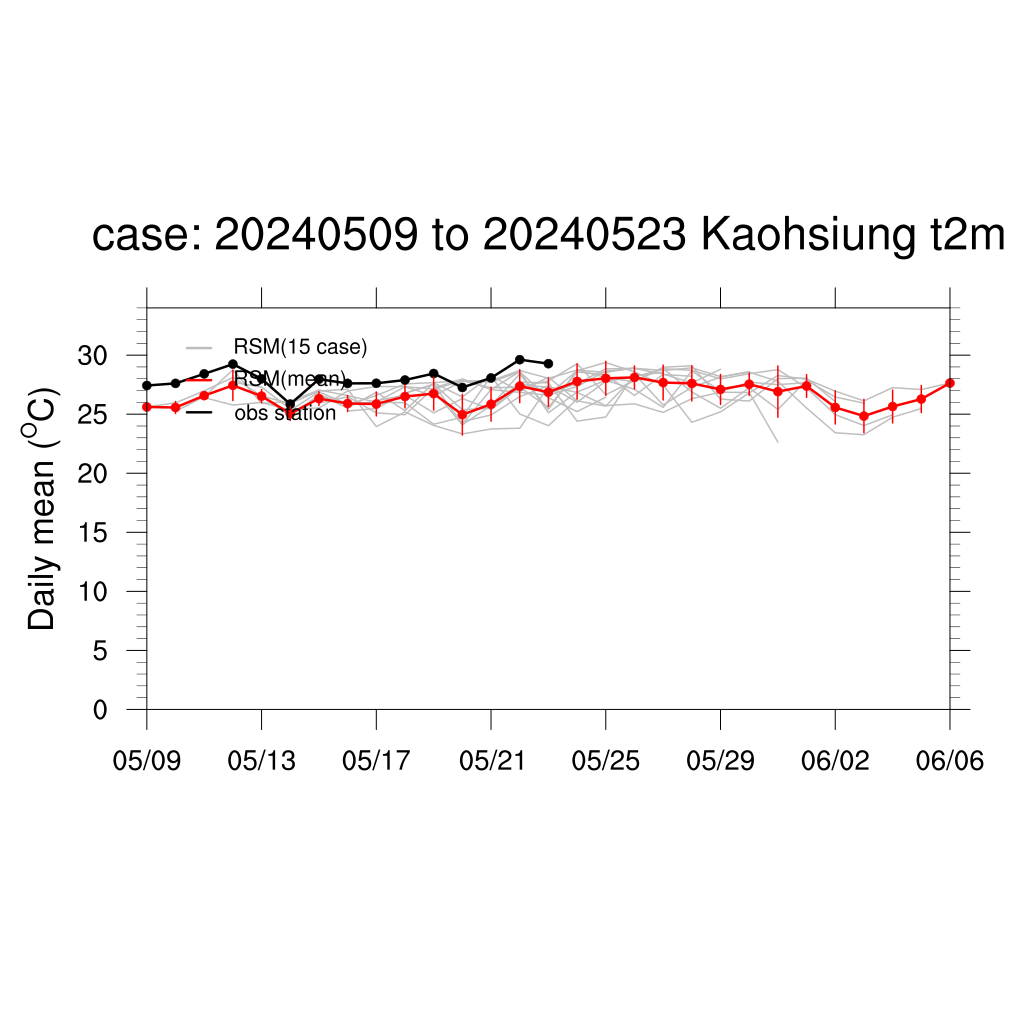 case: 20240509 to 20240523 Kaohsiung t2m
RSM(15 case)
RSM(mean)
obs station
Daily mean (°C)
30
25
20
15
10
5
0
05/09 05/13 05/17 05/21 05/25 05/29 06/02 06/06